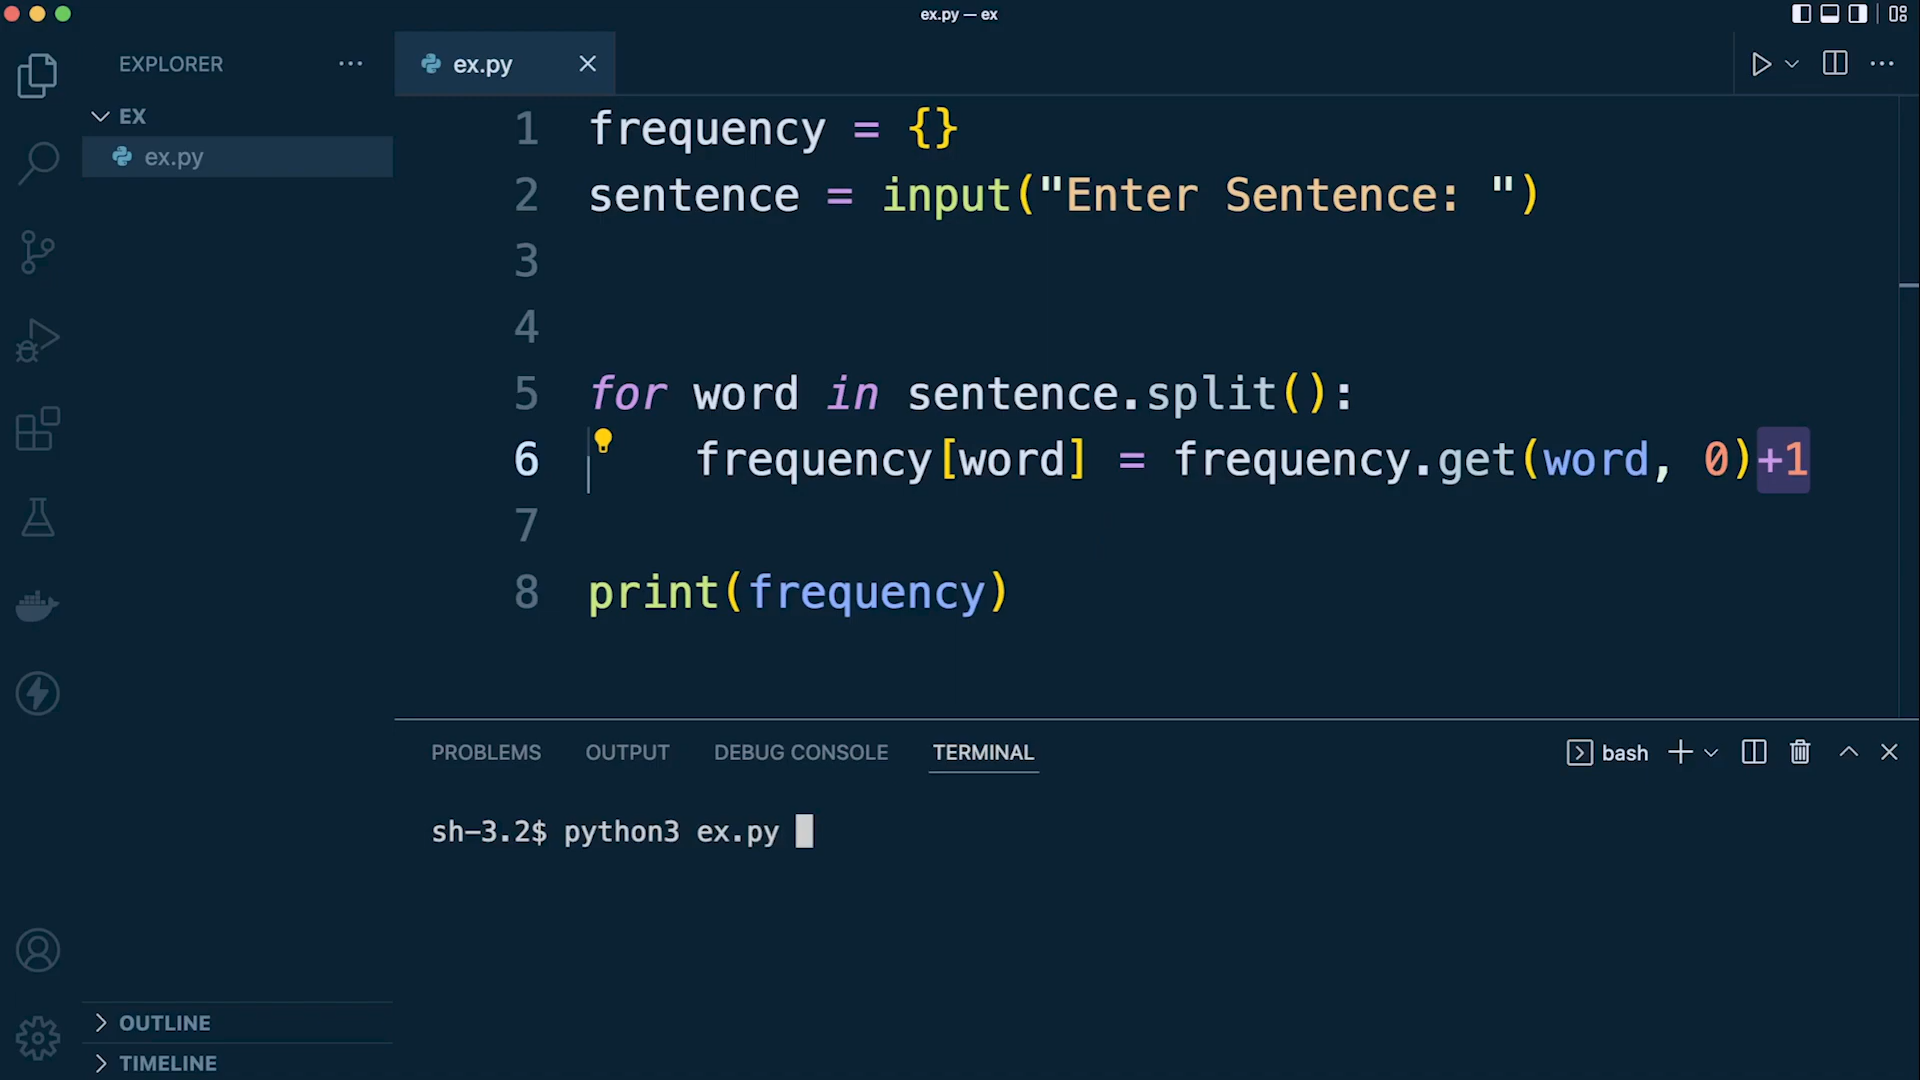 ex.py — ex
EXPLORER
EX
ex.py
OUTLINE
TIMELINE
ex.py
1 frequency = {}
2 sentence = input("Enter Sentence: ")
3
4
5 for word in sentence.split():
6 frequency[word] = frequency.get(word, 0)+1
7
8 print(frequency)
PROBLEMS OUTPUT DEBUG CONSOLE TERMINAL bash
sh-3.2$ python3 ex.py